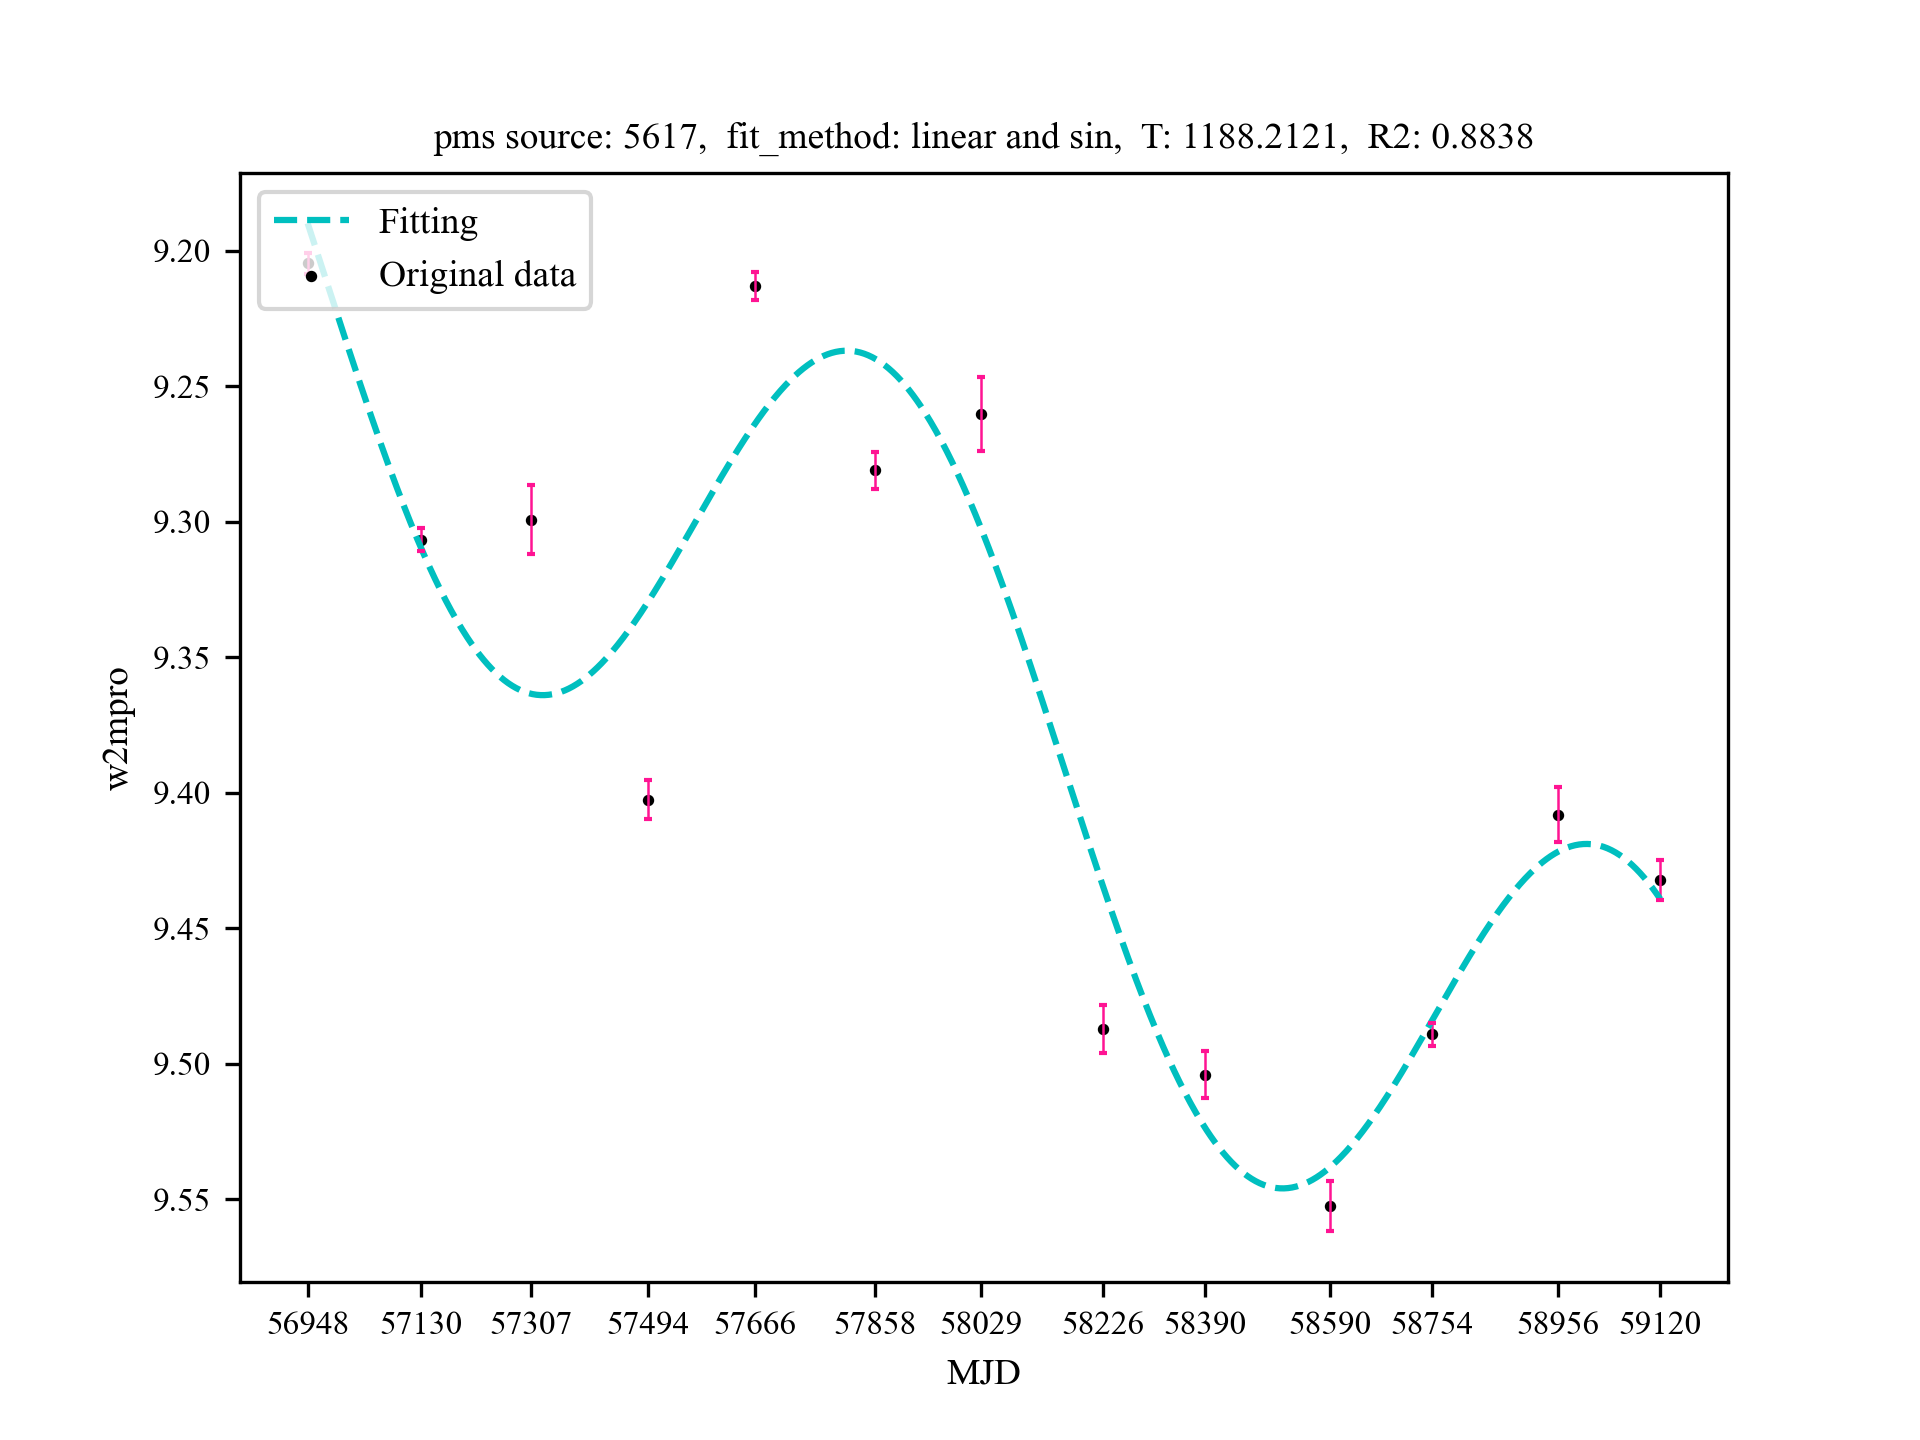 pms source: 5617, fit_method: linear and sin, T: 1188.2121, R2: 0.8838
Fitting
Original data
9.20
9.25
9.30
9.35
9.40
9.45
9.50
9.55
w2mpro
56948 57130 57307 57494 57666 57858 58029 58226 58390 58590 58754 58956 59120
MJD